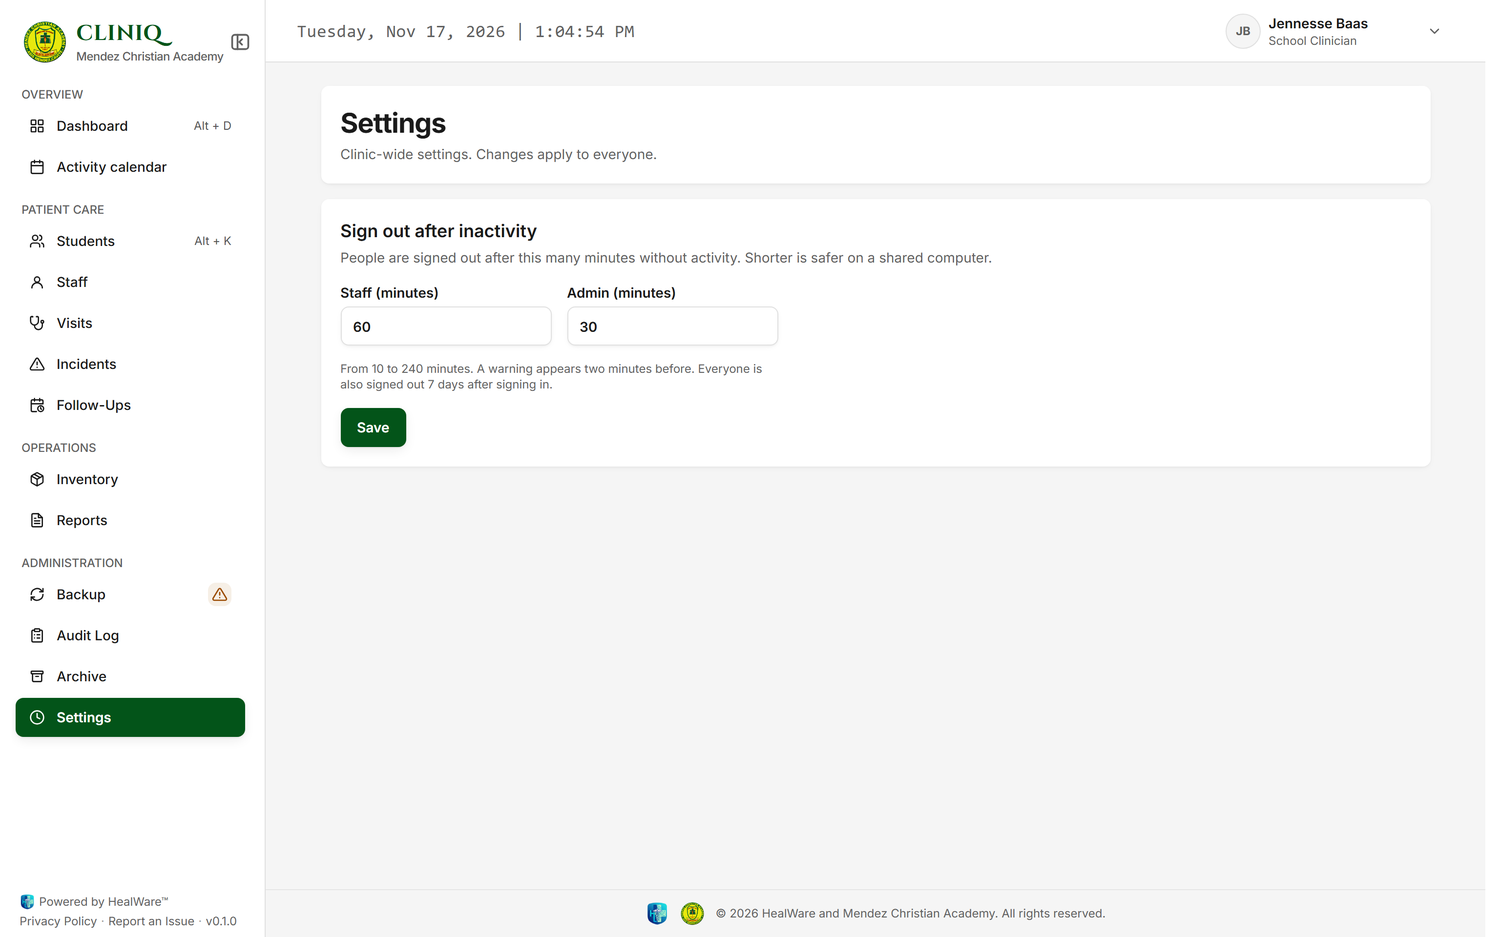 CLINIQ
Mendez Christian Academy
OVERVIEW
Dashboard Alt + D
Activity calendar
PATIENT CARE
Students Alt + K
Staff
Visits
Incidents
Follow-Ups
OPERATIONS
Inventory
Reports
ADMINISTRATION
Backup
Audit Log
Archive
Settings
Powered by HealWare™
Privacy Policy · Report an Issue · v0.1.0
Tuesday, Nov 17, 2026 | 1:04:54 PM
JB
Jennesse Baas
School Clinician
Settings
Clinic-wide settings. Changes apply to everyone.
Sign out after inactivity
People are signed out after this many minutes without activity. Shorter is safer on a shared computer.
Staff (minutes) Admin (minutes)
60 30
From 10 to 240 minutes. A warning appears two minutes before. Everyone is
also signed out 7 days after signing in.
Save
© 2026 HealWare and Mendez Christian Academy. All rights reserved.